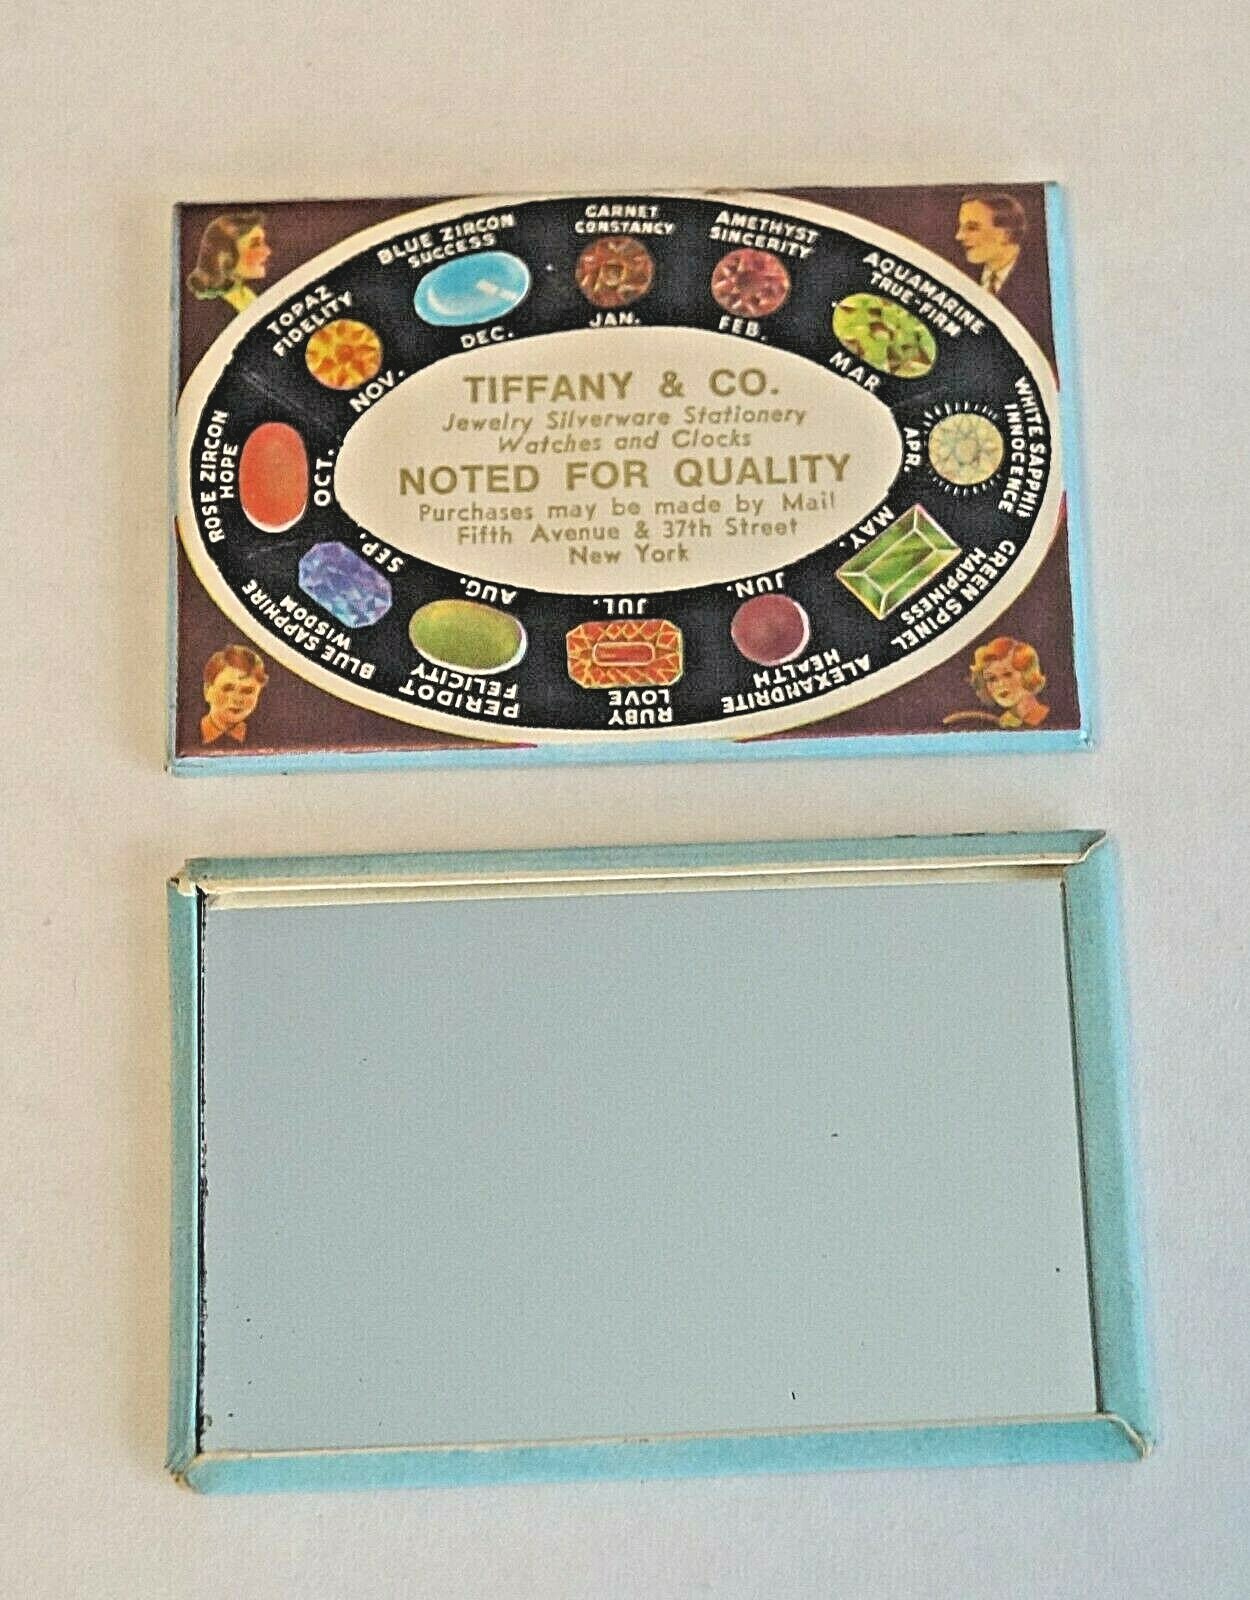 GARNET
CONSTANCY
JAN.
AMETHYST
SINCERITY
FEB.
AQUAMARINE
TRUE-FIRM
MAR
WHITE SAPPHI
INNOCENCE
APR.
GREEN SPINEL
HAPPINESS
MAY.
ALEXANDRITE
HEALTH
JUN.
RUBY
LOVE
JUL.
PERIDOT
FELICITY
AUG.
BLUE SAPPHIRE
WISDOM
SEP.
ROSE ZIRCON
HOPE
OCT.
TOPAZ
FIDELITY
NOV.
BLUE ZIRCON
SUCCESS
DEC.
TIFFANY & CO.
Jewelry Silverware Stationery
Watches and Clocks
NOTED FOR QUALITY
Purchases may be made by Mail
Fifth Avenue & 37th Street
New York